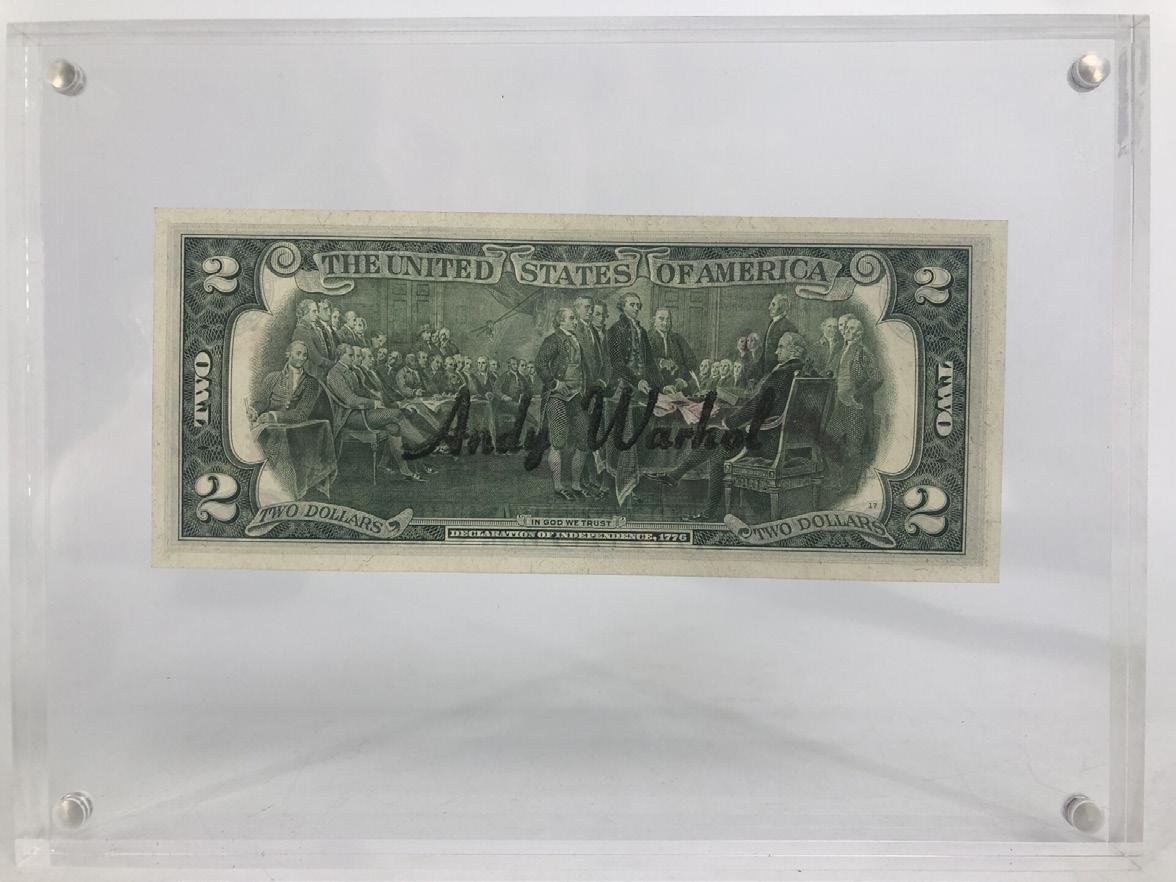 THE UNITED STATES OF AMERICA
2 2
TWO TWO
Andy Warhol
2 2
17
TWO DOLLARS IN GOD WE TRUST TWO DOLLARS
DECLARATION OF INDEPENDENCE, 1776